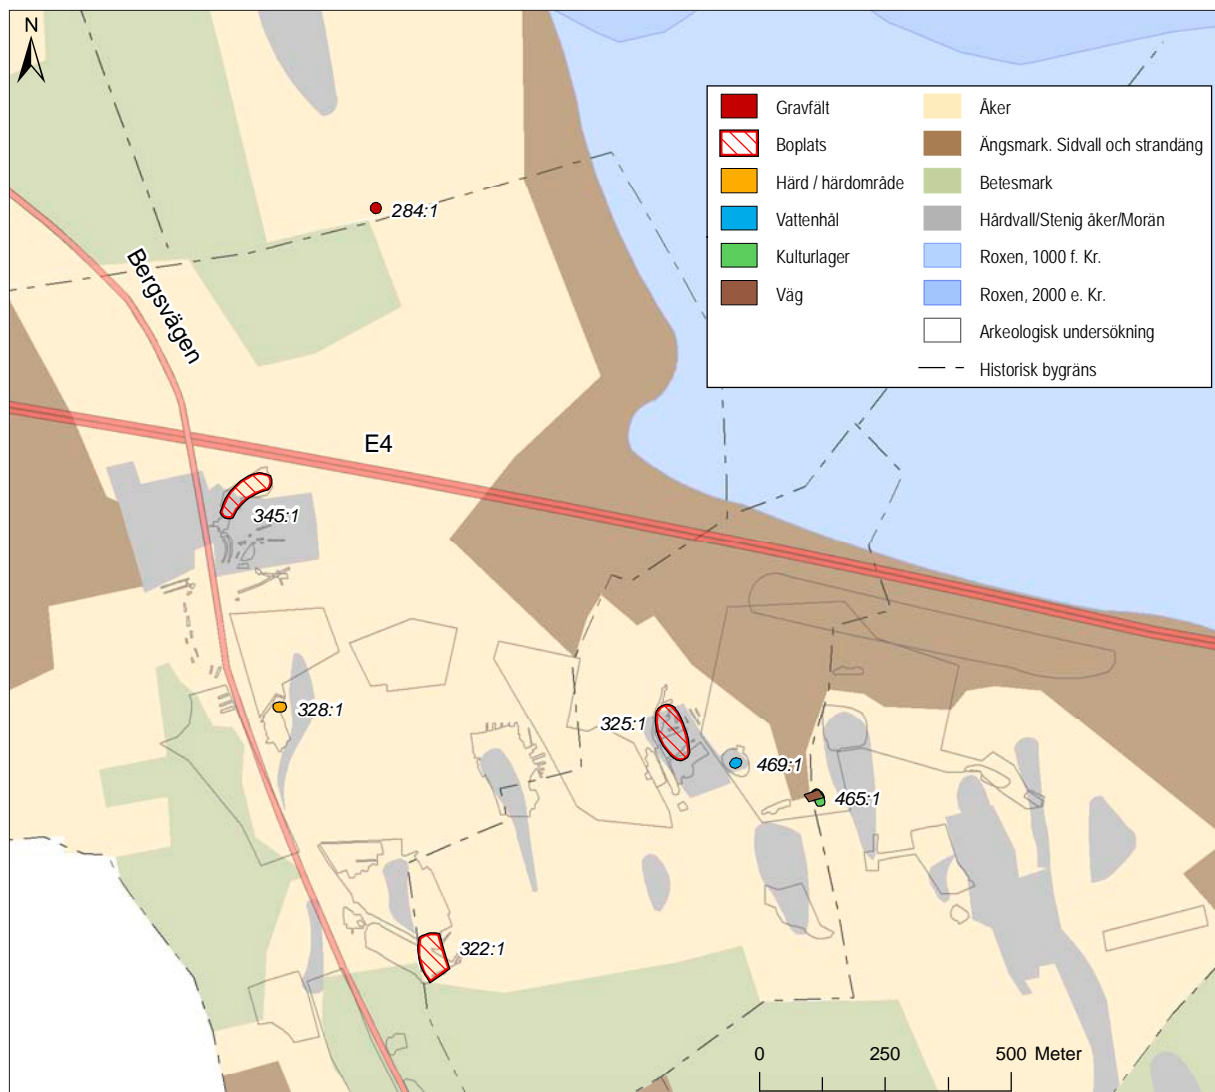 N
Gravfält
Boplats
Härd / härdområde
Vattenhål
Kulturlager
Väg
Åker
Ängsmark. Sidvall och strandäng
Betesmark
Hårdvall/Stenig åker/Morän
Roxen, 1000 f. Kr.
Roxen, 2000 e. Kr.
Arkeologisk undersökning
Historisk bygräns
284:1
Bergsvägen
E4
345:1
328:1
325:1
469:1
465:1
322:1
0 250 500 Meter